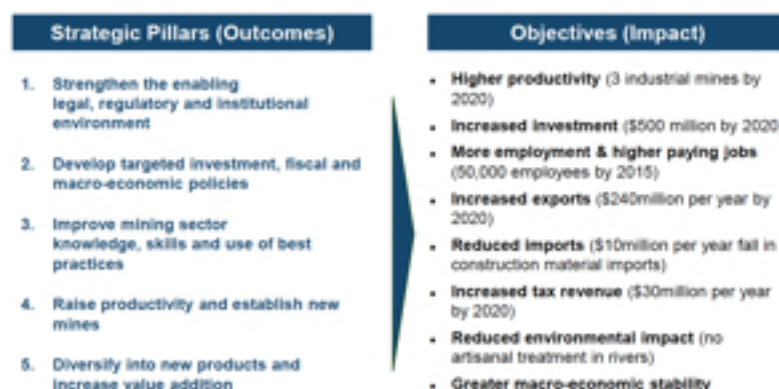 Strategic Pillars (Outcomes)
1. Strengthen the enabling
legal, regulatory and institutional
environment
2. Develop targeted investment, fiscal and
macro-economic policies
3. Improve mining sector
knowledge, skills and use of best
practices
4. Raise productivity and establish new
mines
5. Diversify into new products and
increase value addition
Objectives (Impact)
• Higher productivity (3 industrial mines by
2020)
• Increased investment ($500 million by 2020
• More employment & higher paying jobs
(50,000 employees by 2015)
• Increased exports ($240million per year by
2020)
• Reduced imports ($10million per year fall in
construction material imports)
• Increased tax revenue ($30million per year
by 2020)
• Reduced environmental impact (no
artisanal treatment in rivers)
• Greater macro-economic stability